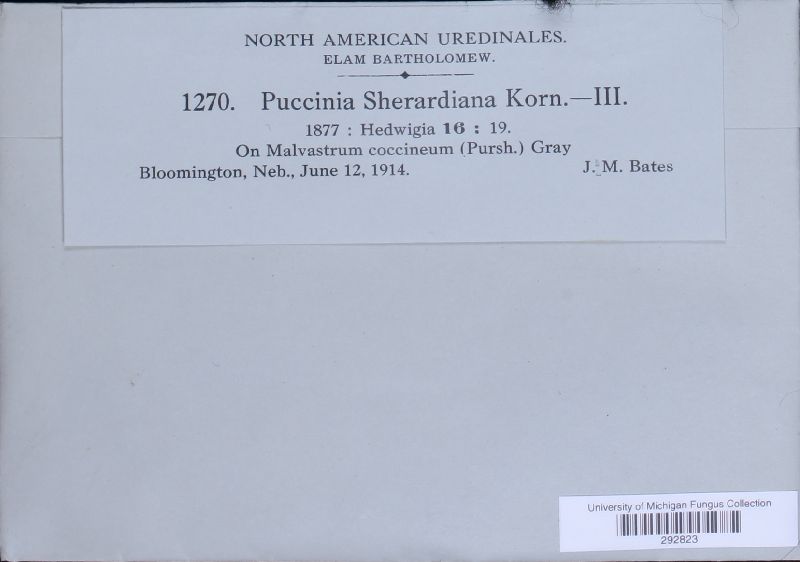 NORTH AMERICAN UREDINALES.
ELAM BARTHOLOMEW.
1270. Puccinia Sherardiana Korn.—III.
1877 : Hedwigia 16 : 19.
On Malvastrum coccineum (Pursh.) Gray
Bloomington, Neb., June 12, 1914. J. M. Bates
University of Michigan Fungus Collection
292823